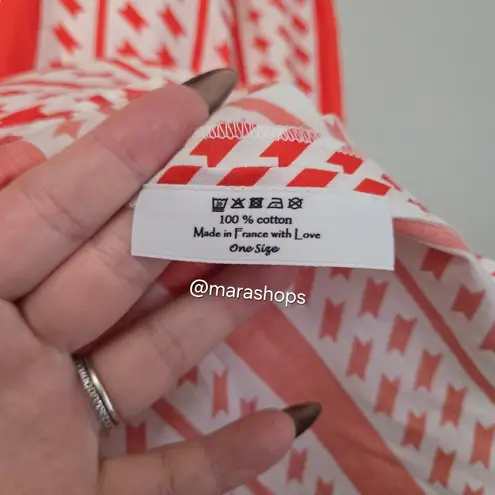 100 % cotton
Made in France with Love
One Size
@marashops